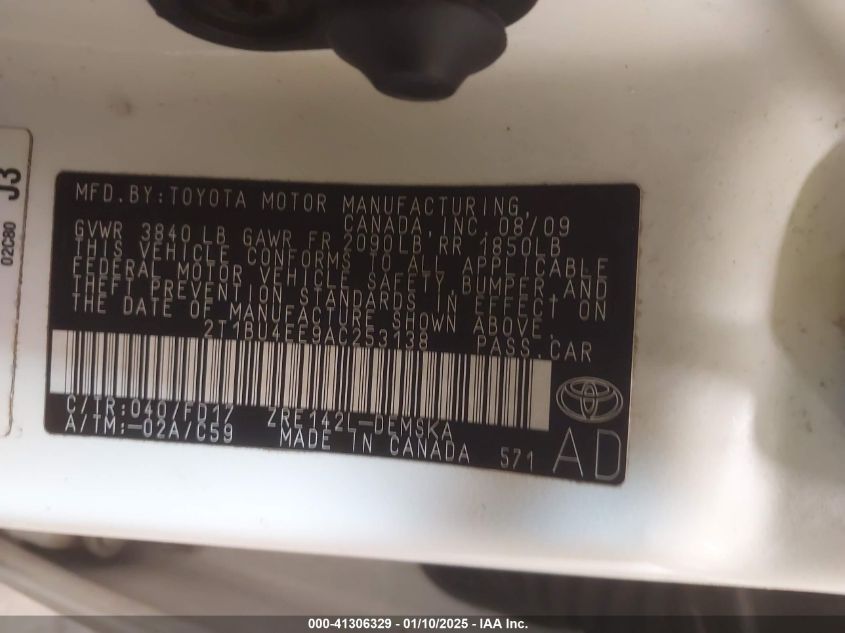 J3
02C80
MFD.BY:TOYOTA MOTOR MANUFACTURING,
CANADA,INC. 08/09
GVWR 3840 LB GAWR FR 2090LB RR 1850LB
THIS VEHICLE CONFORMS TO ALL APPLICABLE
FEDERAL MOTOR VEHICLE SAFETY, BUMPER, AND
THEFT PREVENTION STANDARDS IN EFFECT ON
THE DATE OF MANUFACTURE SHOWN ABOVE.
2T1BU4EE9AC253138 PASS.CAR
C/TR:040/FD17 ZRE142L-DEMSKA
A/TM:-02A/C59 MADE IN CANADA 571 AD
000-41306329 - 01/10/2025 - IAA Inc.